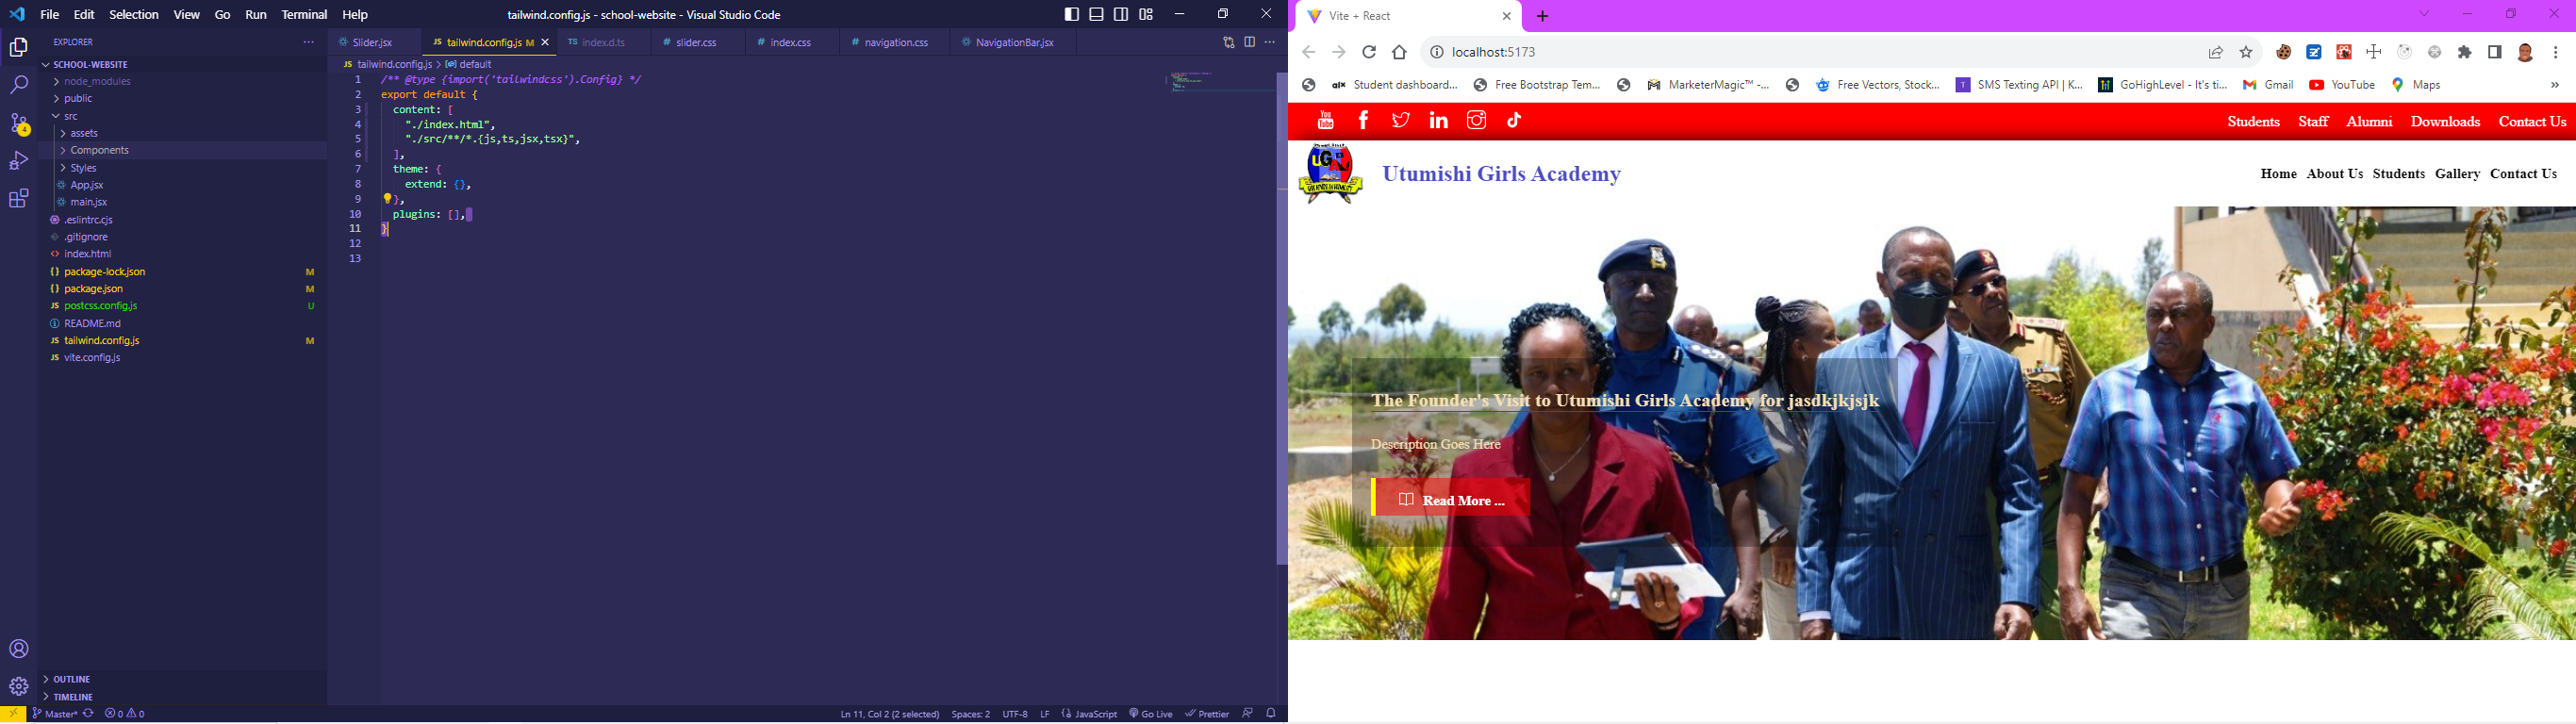 File Edit Selection View Go Run Terminal Help
tailwind.config.js - school-website - Visual Studio Code
EXPLORER
SCHOOL-WEBSITE
node_modules
public
src
assets
Components
Styles
App.jsx
main.jsx
.eslintrc.cjs
.gitignore
index.html
package-lock.json M
package.json M
postcss.config.js U
README.md
tailwind.config.js M
vite.config.js
OUTLINE
TIMELINE
4
Slider.jsx tailwind.config.js M index.d.ts slider.css index.css navigation.css NavigationBar.jsx
tailwind.config.js > default
1 /** @type {import('tailwindcss').Config} */
2 export default {
3 content: [
4 "./index.html",
5 "./src/**/*.{js,ts,jsx,tsx}",
6 ],
7 theme: {
8 extend: {},
9 },
10 plugins: [],
11 }
12
13
Master* 0 0
Ln 11, Col 2 (2 selected) Spaces: 2 UTF-8 LF JavaScript Go Live Prettier
Vite + React
localhost:5173
alx Student dashboard... Free Bootstrap Tem... MarketerMagic™ -... Free Vectors, Stock... T SMS Texting API | K... GoHighLevel - It's ti... Gmail YouTube Maps »
You Tube
Students Staff Alumni Downloads Contact Us
Utumishi Girls Academy
Home About Us Students Gallery Contact Us
The Founder's Visit to Utumishi Girls Academy for jasdkjkjsjk
Description Goes Here
Read More ...